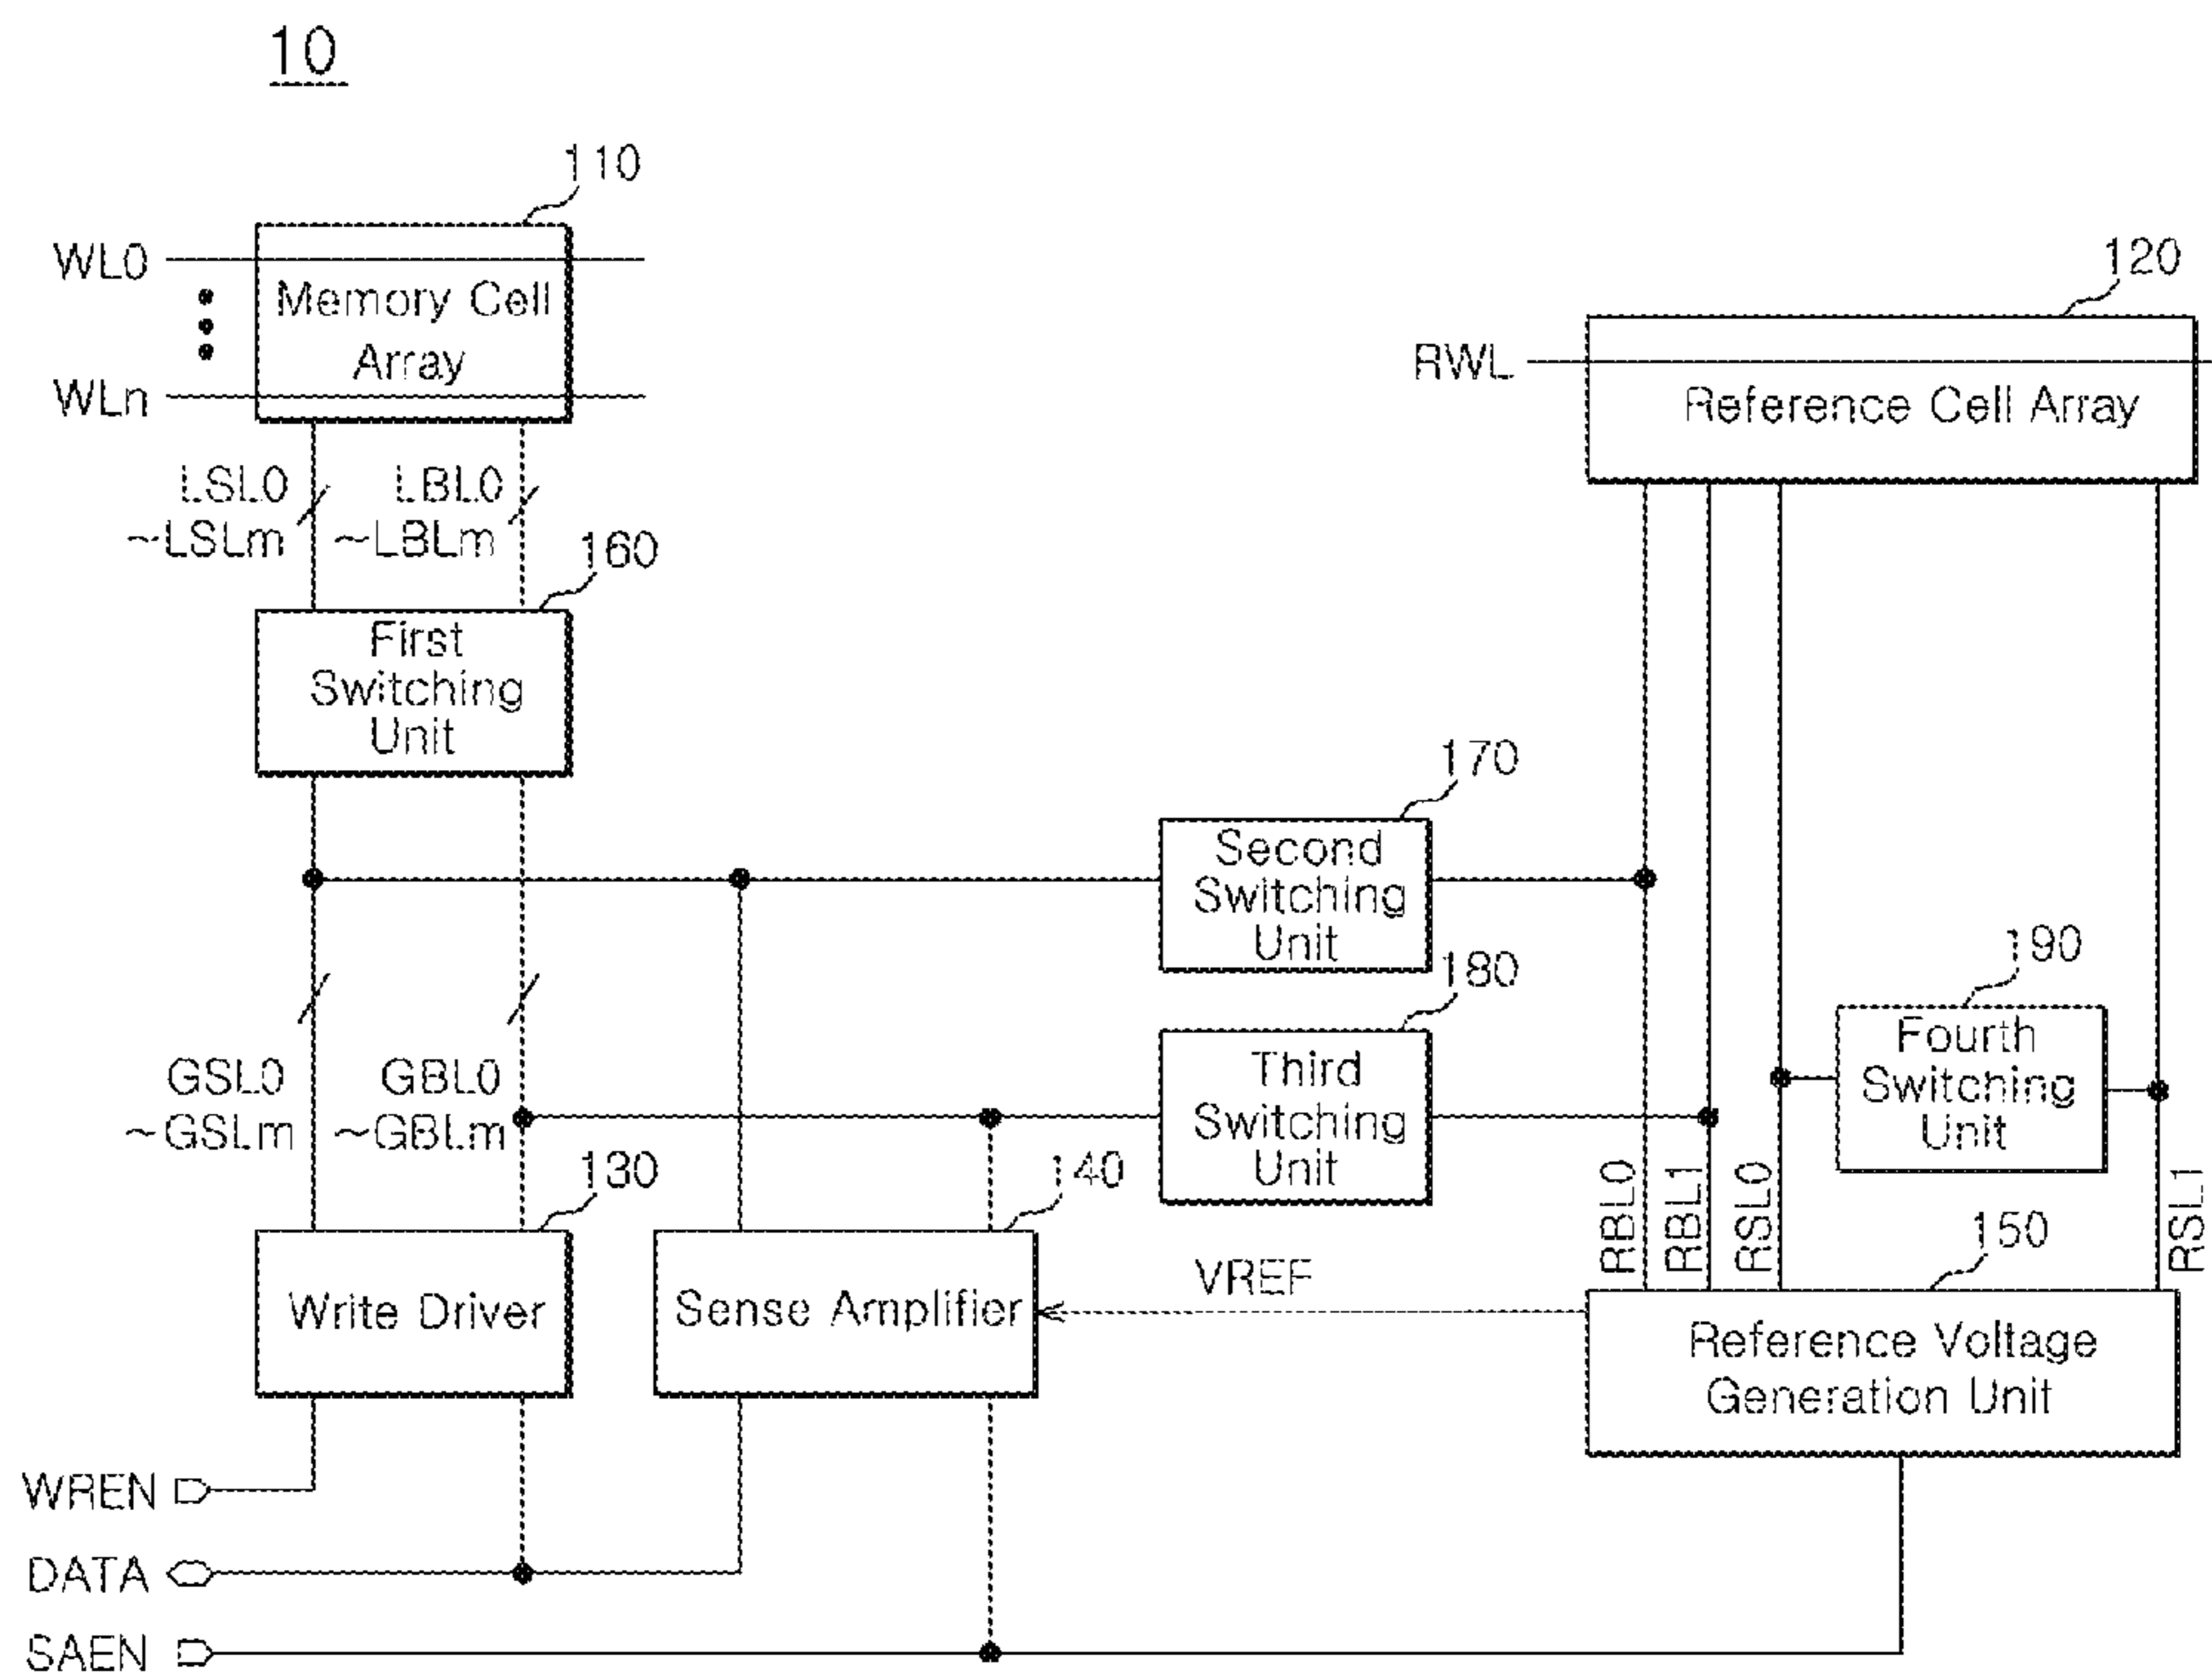 10
110
WL0
Memory Cell
Array
WLn
120
RWL
Reference Cell Array
LSL0
~LSLm
LBL0
~LBLm
160
First
Switching
Unit
170
Second
Switching
Unit
180
Third
Switching
Unit
190
Fourth
Switching
Unit
GSL0
~GSLm
GBL0
~GBLm
130
Write Driver
140
Sense Amplifier
VREF
RBL0
RBL1
RSL0
RSL1
150
Reference Voltage
Generation Unit
WREN
DATA
SAEN